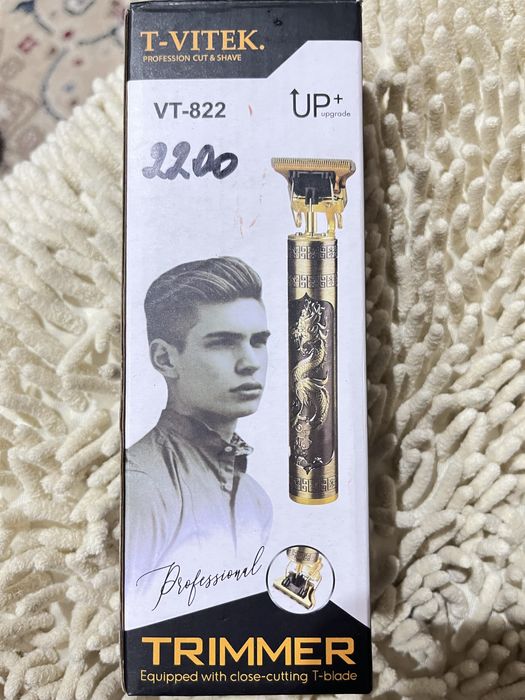 T-VITEK.
PROFESSION CUT & SHAVE
VT-822
UP+
upgrade
2200
Professional
TRIMMER
Equipped with close-cutting T-blade